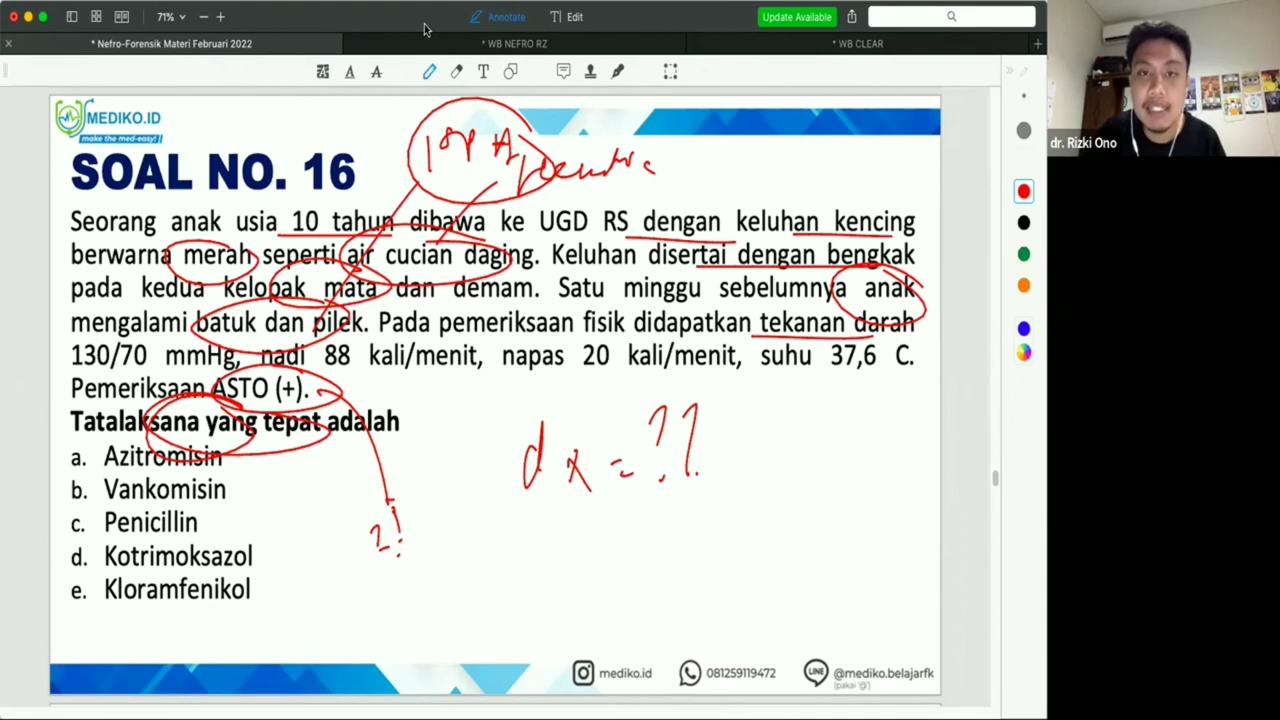 71%
Annotate
Edit
Update Available
* Nefro-Forensik Materi Februari 2022
* WB NEFRO RZ
* WB CLEAR
MEDIKO.ID
make the med-easy!
dr. Rizki Ono
SOAL NO. 16
Seorang anak usia 10 tahun dibawa ke UGD RS dengan keluhan kencing
berwarna merah seperti air cucian daging. Keluhan disertai dengan bengkak
pada kedua kelopak mata dan demam. Satu minggu sebelumnya anak
mengalami batuk dan pilek. Pada pemeriksaan fisik didapatkan tekanan darah
130/70 mmHg, nadi 88 kali/menit, napas 20 kali/menit, suhu 37,6 C.
Pemeriksaan ASTO (+).
Tatalaksana yang tepat adalah
a. Azitromisin
b. Vankomisin
c. Penicillin
d. Kotrimoksazol
e. Kloramfenikol
dx = ??
mediko.id
081259119472
@mediko.belajarfk
(pakai '@')